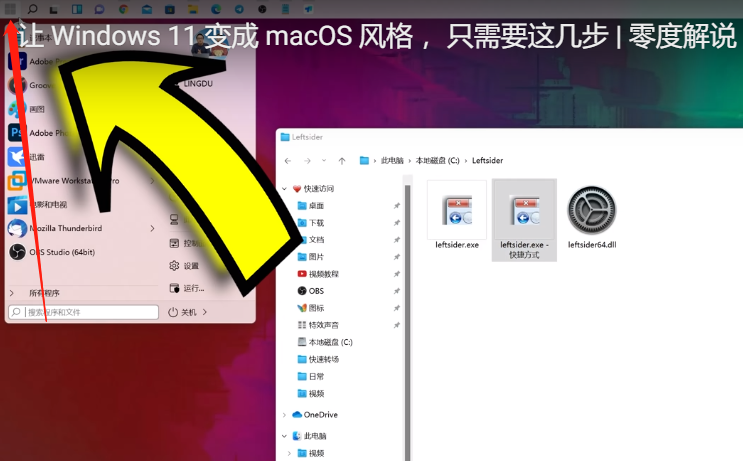 让 Windows 11 变成 macOS 风格，只需要这几步 | 零度解说
Adobe P
LINGDU
Groov
画图
Adobe Ph
迅雷
VMware Workstat Pro
电影和电视
Mozilla Thunderbird
OBS Studio (64bit)
控制
设置
运行...
所有程序
搜索程序和文件
关机
Leftsider
此电脑 › 本地磁盘 (C:) › Leftsider
快速访问
桌面
下载
文档
图片
视频教程
OBS
图标
特效声音
本地磁盘 (C:)
快速转场
日常
视频
OneDrive
此电脑
视频
leftsider.exe
leftsider.exe -
快捷方式
leftsider64.dll